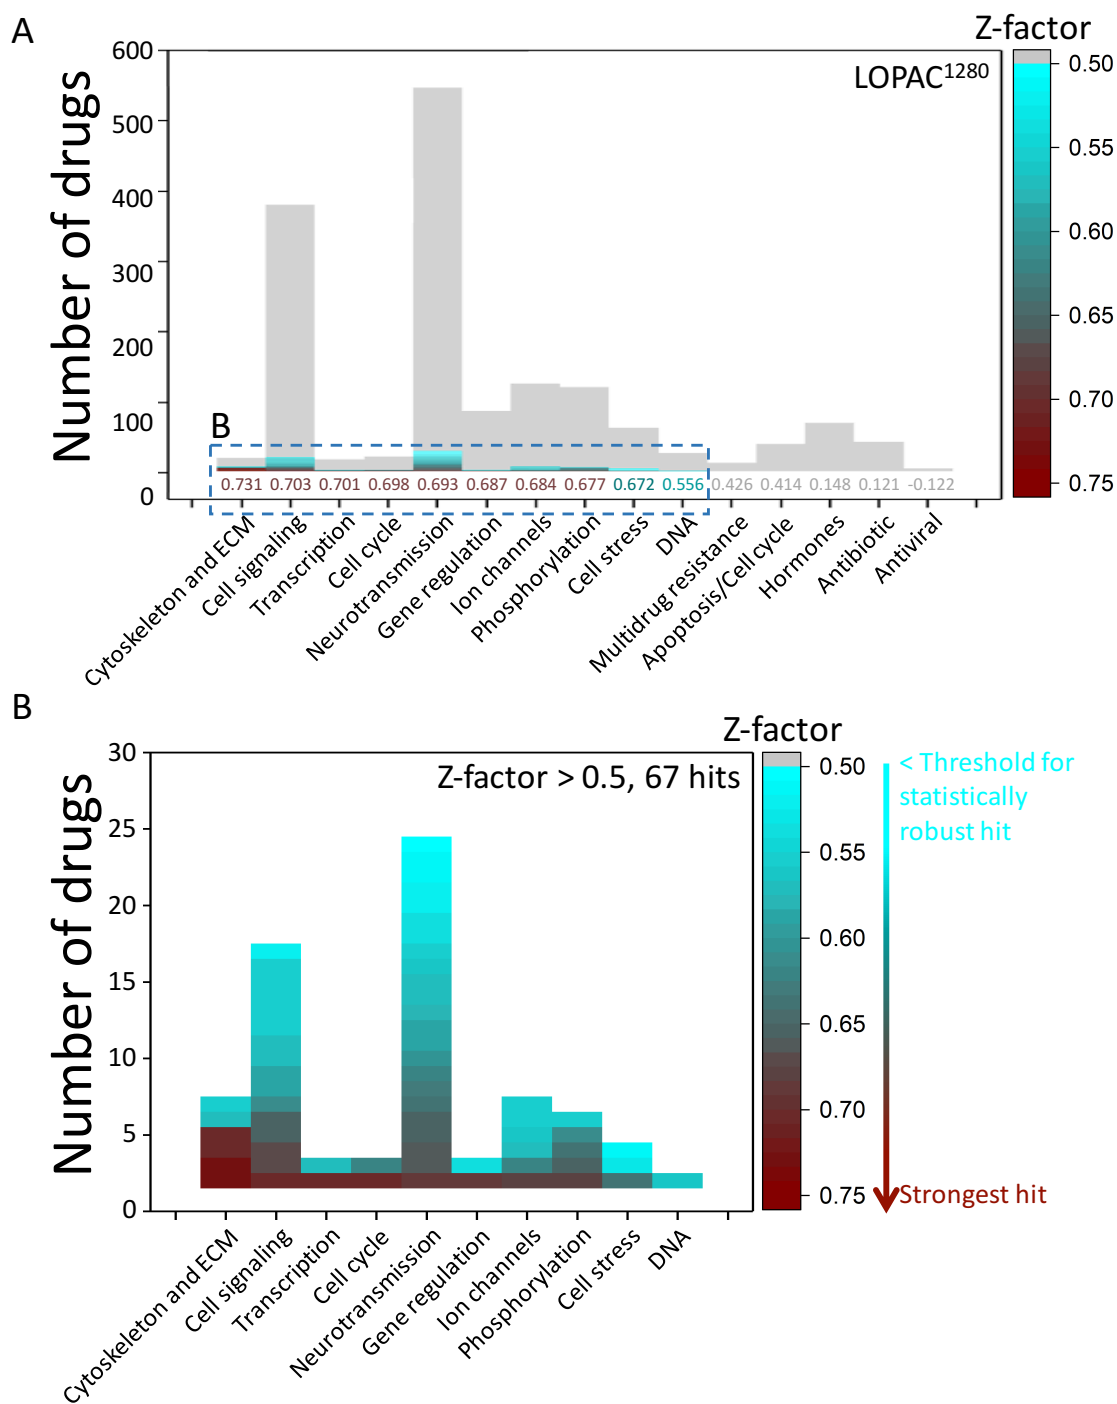 A
Z-factor
LOPAC1280
Number of drugs
600
500
400
300
200
100
0
0.50
0.55
0.60
0.65
0.70
0.75
B
0.731 0.703 0.701 0.698 0.693 0.687 0.684 0.677 0.672 0.556 0.426 0.414 0.148 0.121 -0.122
Cytoskeleton and ECM
Cell signaling
Transcription
Cell cycle
Neurotransmission
Gene regulation
Ion channels
Phosphorylation
Cell stress
DNA
Multidrug resistance
Apoptosis/Cell cycle
Hormones
Antibiotic
Antiviral
B
Z-factor
Z-factor > 0.5, 67 hits
Number of drugs
30
25
20
15
10
5
0
0.50
0.55
0.60
0.65
0.70
0.75
< Threshold for
statistically
robust hit
Strongest hit
Cytoskeleton and ECM
Cell signaling
Transcription
Cell cycle
Neurotransmission
Gene regulation
Ion channels
Phosphorylation
Cell stress
DNA